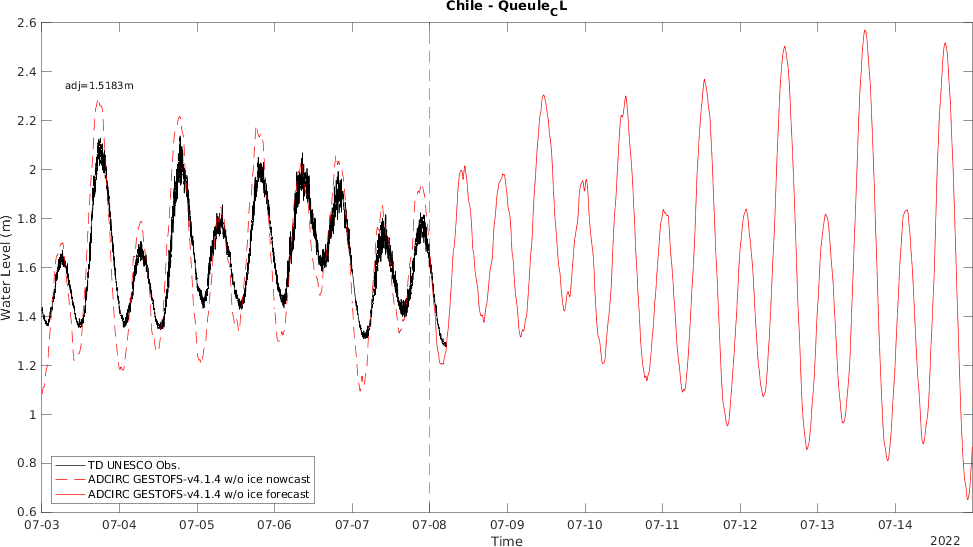 Chile - Queule_CL
2.6
2.4
2.2
2
1.8
1.6
1.4
1.2
1
0.8
0.6
Water Level (m)
adj=1.5183m
TD UNESCO Obs.
ADCIRC GESTOFS-v4.1.4 w/o ice nowcast
ADCIRC GESTOFS-v4.1.4 w/o ice forecast
07-03 07-04 07-05 07-06 07-07 07-08 07-09 07-10 07-11 07-12 07-13 07-14
Time
2022